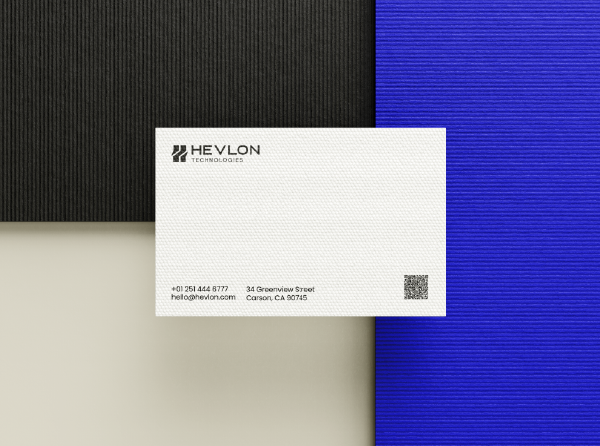 HEVLON
TECHNOLOGIES
+01 251 444 6777
hello@hevlon.com
34 Greenview Street
Carson, CA 90745